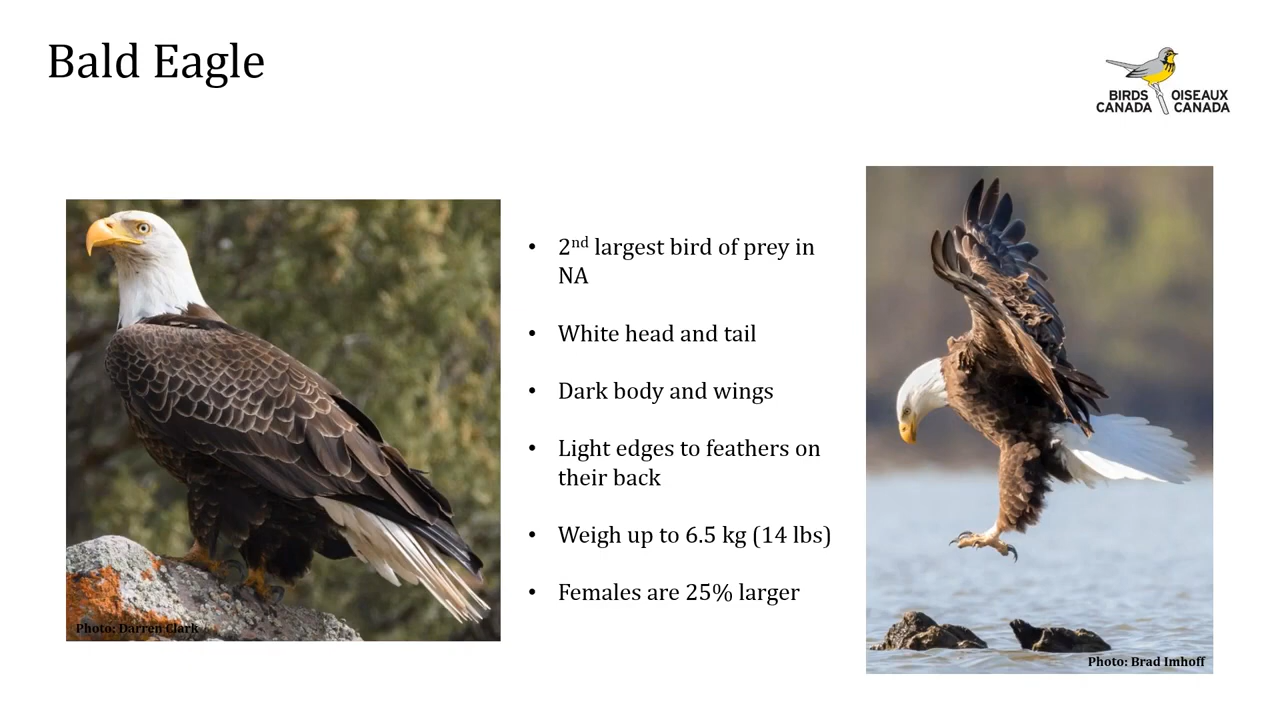 Bald Eagle
BIRDS CANADA
OISEAUX CANADA
• 2nd largest bird of prey in
NA
• White head and tail
• Dark body and wings
• Light edges to feathers on
their back
• Weigh up to 6.5 kg (14 lbs)
• Females are 25% larger
Photo: Darren Clark
Photo: Brad Imhoff